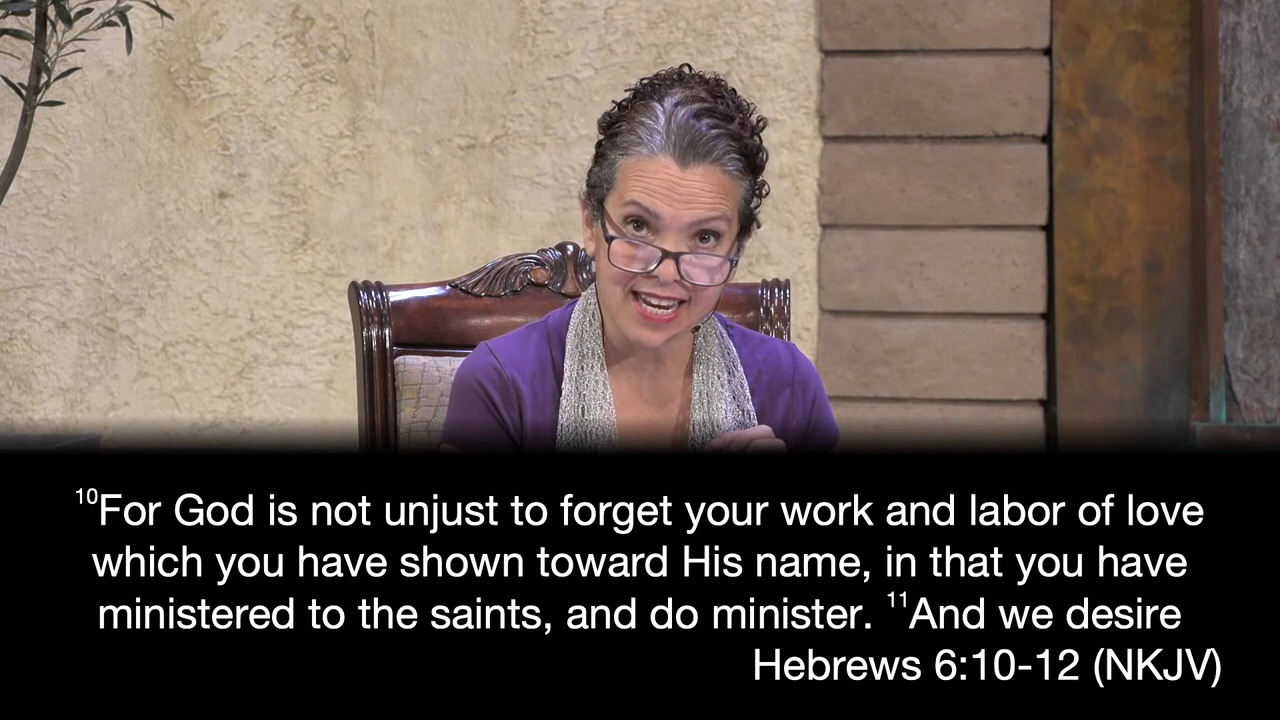 ¹⁰For God is not unjust to forget your work and labor of love
which you have shown toward His name, in that you have
ministered to the saints, and do minister. ¹¹And we desire
Hebrews 6:10-12 (NKJV)